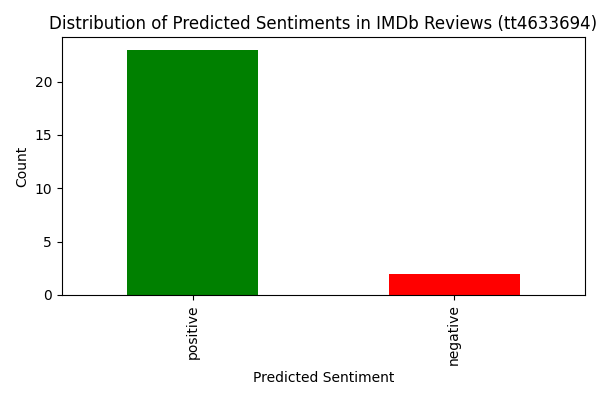 Distribution of Predicted Sentiments in IMDb Reviews (tt4633694)
20
15
10
5
0
Count
positive
negative
Predicted Sentiment